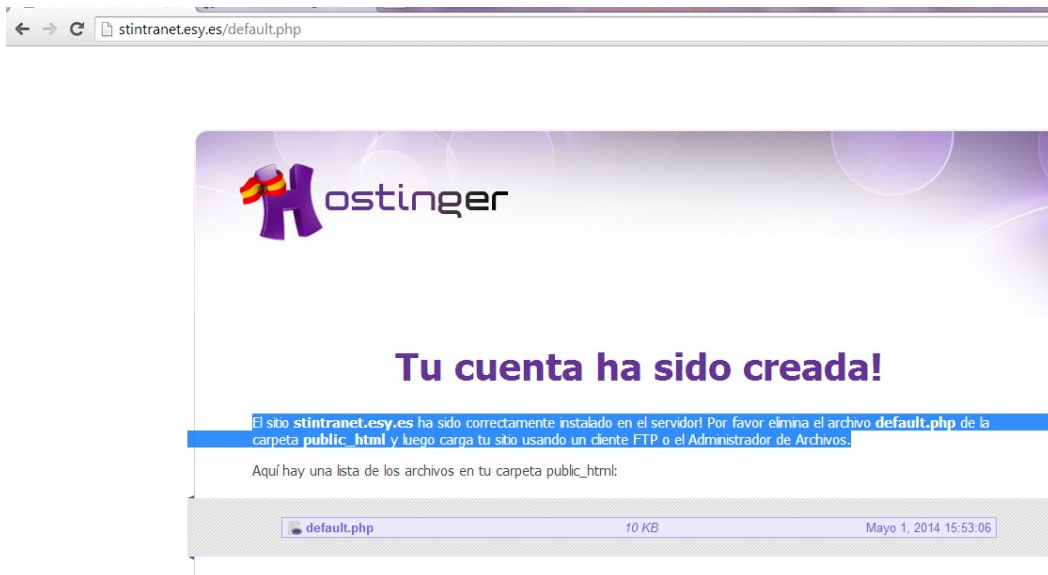 stintranet.esy.es/default.php
Hostinger
Tu cuenta ha sido creada!
El sitio stintranet.esy.es ha sido correctamente instalado en el servidor! Por favor elimina el archivo default.php de la
carpeta public_html y luego carga tu sitio usando un cliente FTP o el Administrador de Archivos.
Aquí hay una lista de los archivos en tu carpeta public_html:
default.php 10 KB Mayo 1, 2014 15:53:06